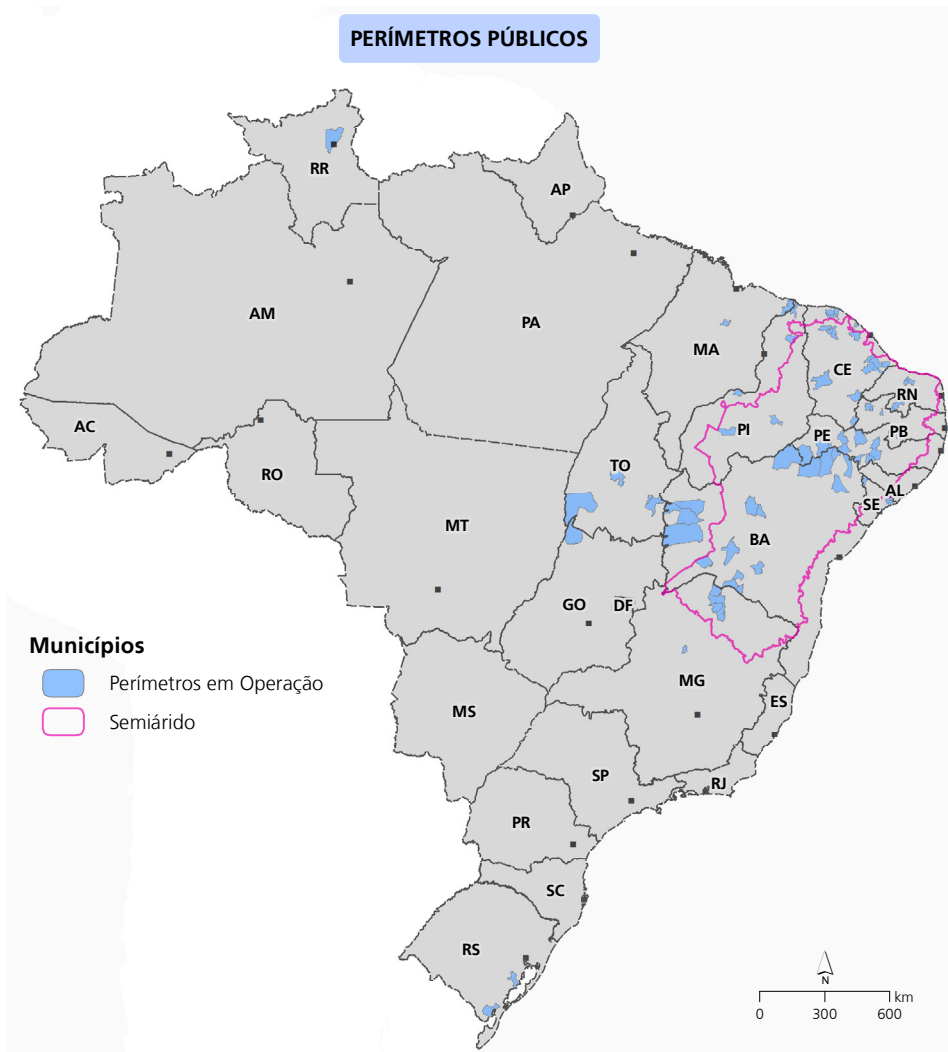 PERÍMETROS PÚBLICOS
RR
AP
AM
PA
MA
CE
RN
PB
PE
PI
AL
SE
AC
RO
TO
MT
BA
GO
DF
MG
ES
MS
SP
RJ
PR
SC
RS
Municípios
Perímetros em Operação
Semiárido
N
km
0 300 600